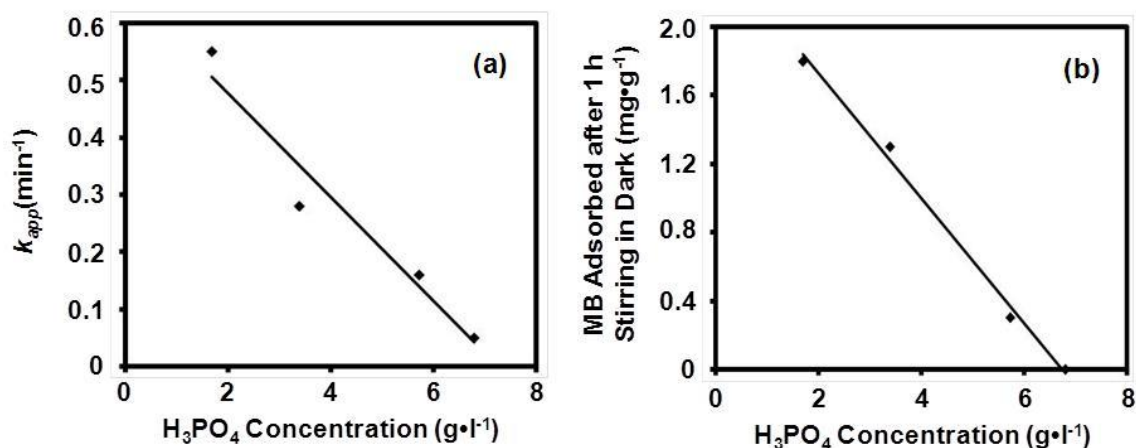 0.6
0.5
0.4
0.3
0.2
0.1
0
k_app(min⁻¹)
(a)
0 2 4 6 8
H₃PO₄ Concentration (g•l⁻¹)
2.0
1.6
1.2
0.8
0.4
0
MB Adsorbed after 1 h
Stirring in Dark (mg•g⁻¹)
(b)
0 2 4 6 8
H₃PO₄ Concentration (g•l⁻¹)